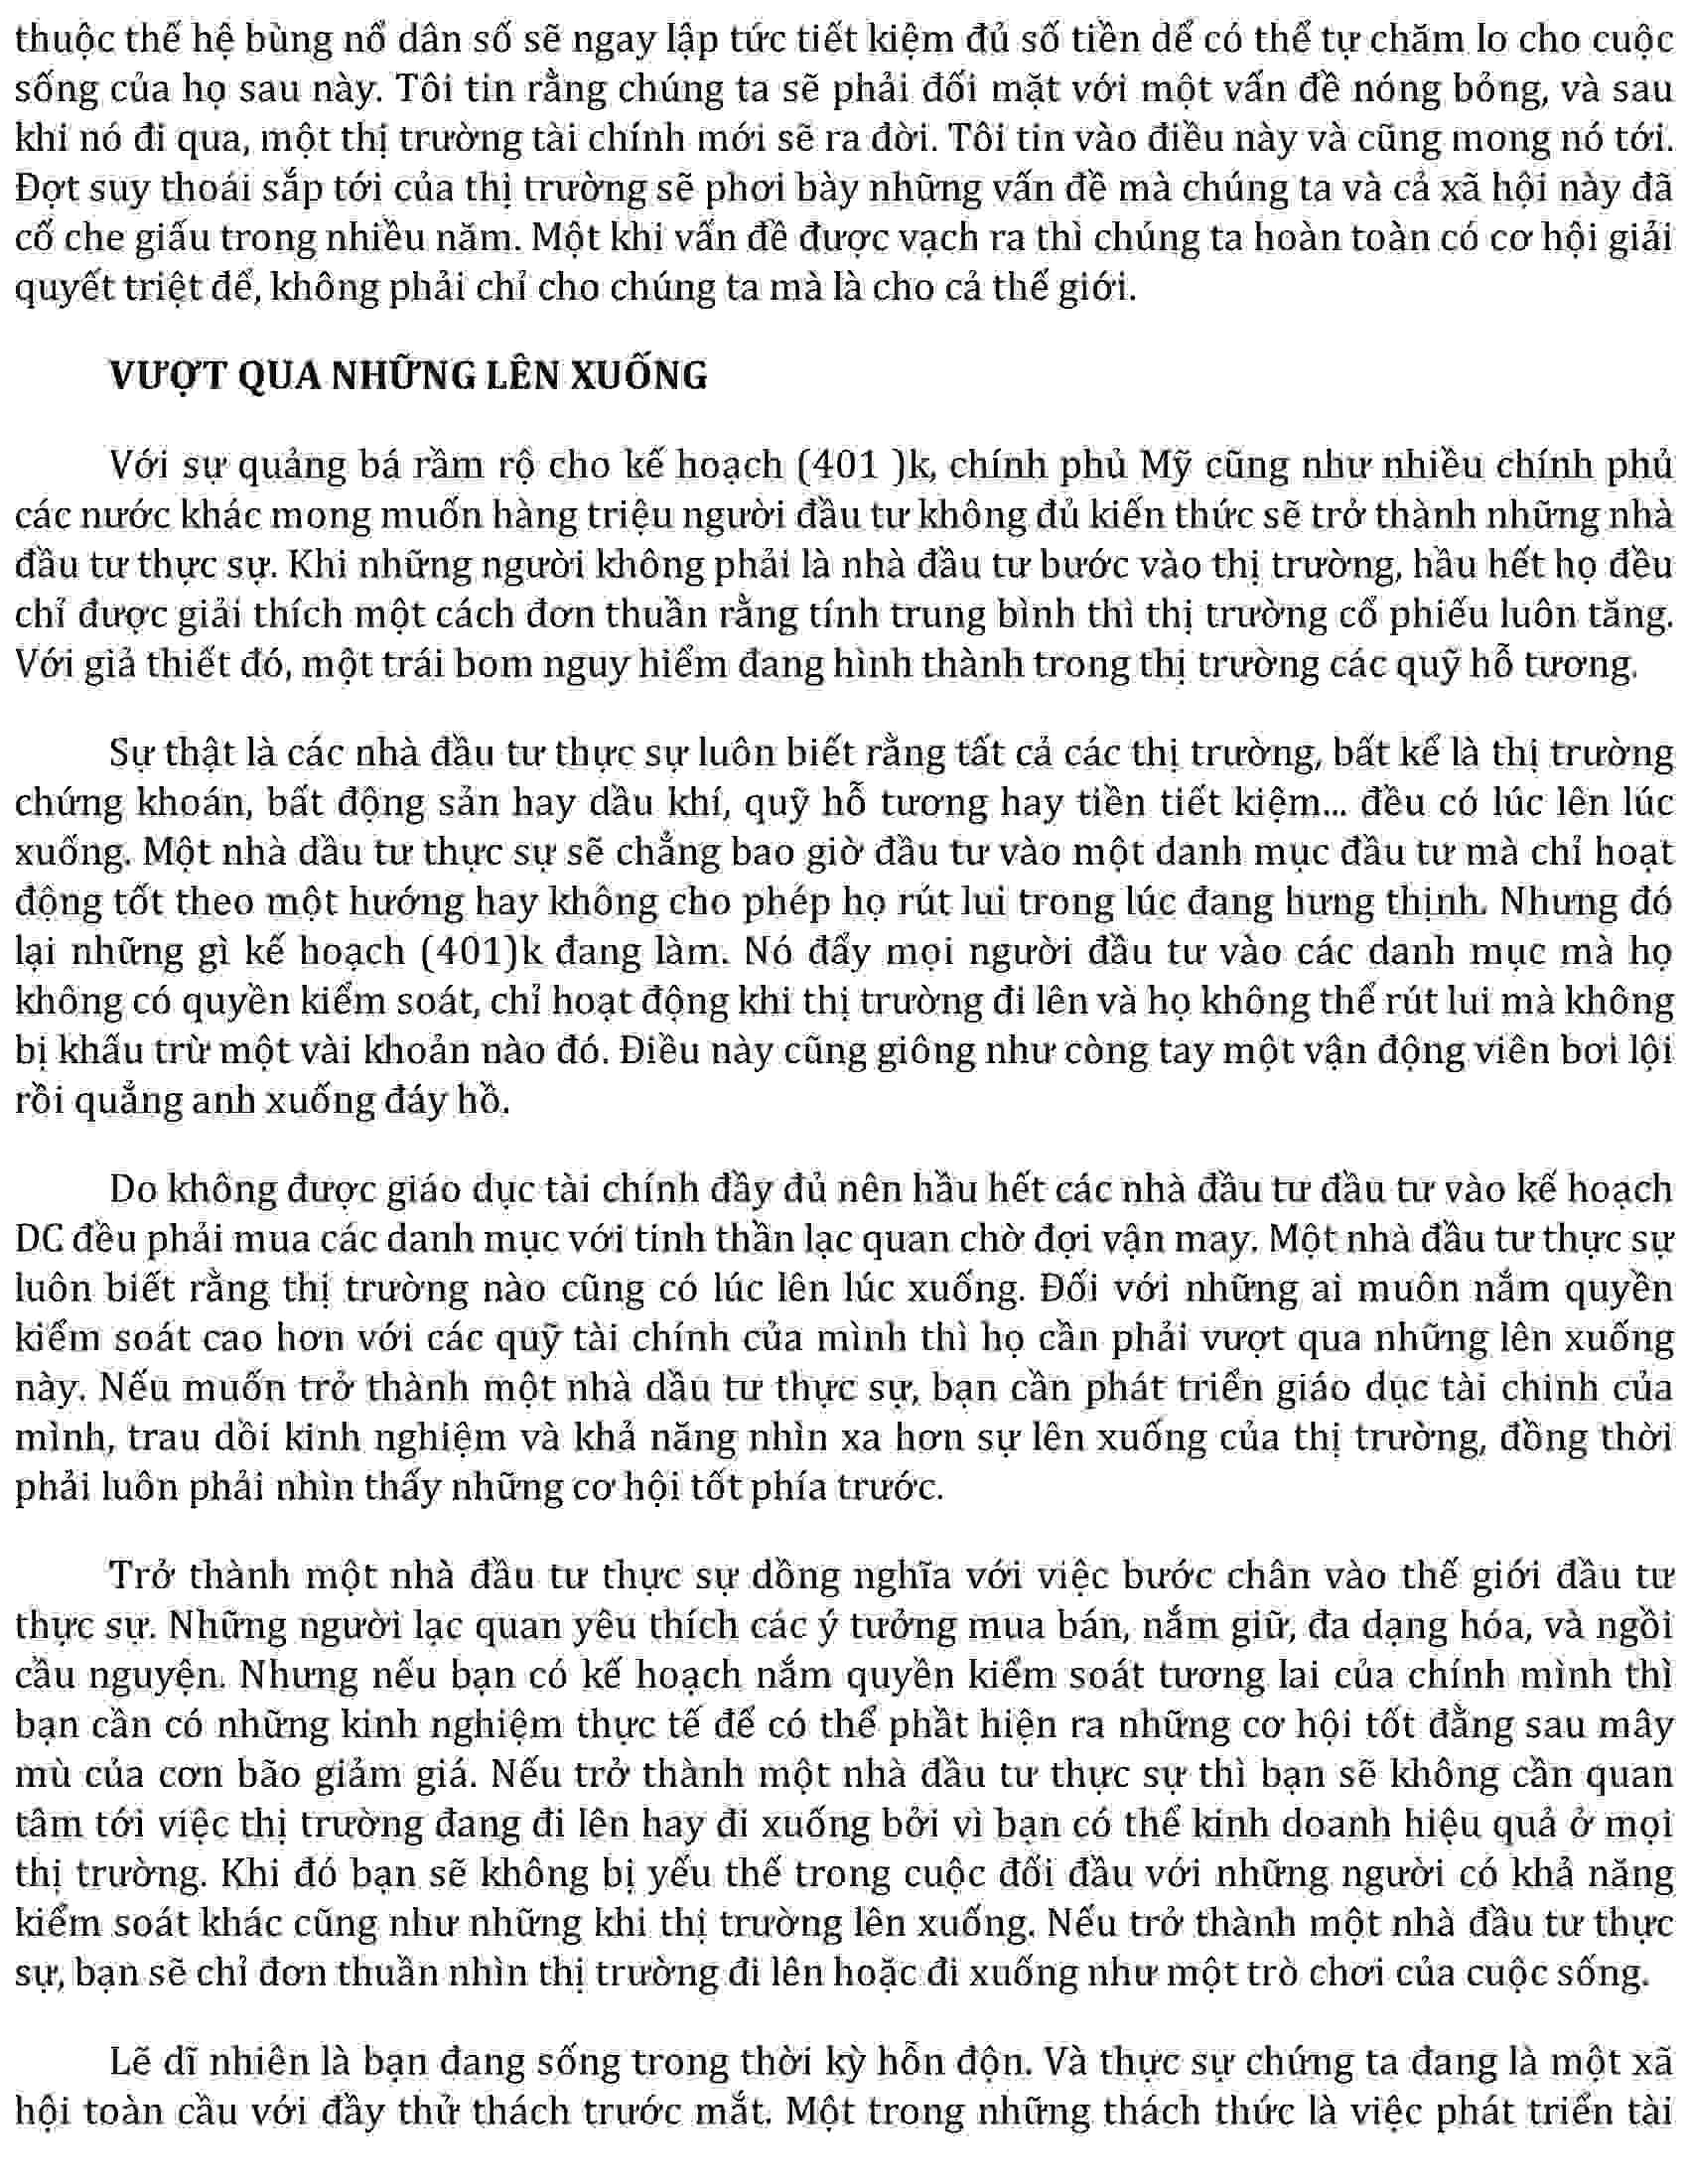 thuộc thế hệ bùng nổ dân số sẽ ngay lập tức tiết kiệm đủ số tiền dể có thể tự chăm lo cho cuộc
sống của họ sau này. Tôi tin rằng chúng ta sẽ phải đối mặt với một vấn đề nóng bỏng, và sau
khi nó đi qua, một thị trường tài chính mới sẽ ra đời. Tôi tin vào điều này và cũng mong nó tới.
Đợt suy thoái sắp tới của thị trường sẽ phơi bày những vấn đề mà chúng ta và cả xã hội này đã
cố che giấu trong nhiều năm. Một khi vấn đề được vạch ra thì chúng ta hoàn toàn có cơ hội giải
quyết triệt để, không phải chỉ cho chúng ta mà là cho cả thế giới.
VƯỢT QUA NHỮNG LÊN XUỐNG
Với sự quảng bá rầm rộ cho kế hoạch (401 )k, chính phủ Mỹ cũng như nhiều chính phủ
các nước khác mong muốn hàng triệu người đầu tư không đủ kiến thức sẽ trở thành những nhà
đầu tư thực sự. Khi những người không phải là nhà đầu tư bước vào thị trường, hầu hết họ đều
chỉ được giải thích một cách đơn thuần rằng tính trung bình thì thị trường cổ phiếu luôn tăng.
Với giả thiết đó, một trái bom nguy hiểm đang hình thành trong thị trường các quỹ hỗ tương.
Sự thật là các nhà đầu tư thực sự luôn biết rằng tất cả các thị trường, bất kể là thị trường
chứng khoán, bất động sản hay dầu khí, quỹ hỗ tương hay tiền tiết kiệm... đều có lúc lên lúc
xuống. Một nhà dầu tư thực sự sẽ chẳng bao giờ đầu tư vào một danh mục đầu tư mà chỉ hoạt
động tốt theo một hướng hay không cho phép họ rút lui trong lúc đang hưng thịnh. Nhưng đó
lại những gì kế hoạch (401)k đang làm. Nó đẩy mọi người đầu tư vào các danh mục mà họ
không có quyền kiểm soát, chỉ hoạt động khi thị trường đi lên và họ không thể rút lui mà không
bị khấu trừ một vài khoản nào đó. Điều này cũng giông như còng tay một vận động viên bơi lội
rồi quẳng anh xuống đáy hồ.
Do không được giáo dục tài chính đầy đủ nên hầu hết các nhà đầu tư đầu tư vào kế hoạch
DC đều phải mua các danh mục với tinh thần lạc quan chờ đợi vận may. Một nhà đầu tư thực sự
luôn biết rằng thị trường nào cũng có lúc lên lúc xuống. Đối với những ai muôn nắm quyền
kiểm soát cao hơn với các quỹ tài chính của mình thì họ cần phải vượt qua những lên xuống
này. Nếu muốn trở thành một nhà dầu tư thực sự, bạn cần phát triển giáo dục tài chinh của
mình, trau dồi kinh nghiệm và khả năng nhìn xa hơn sự lên xuống của thị trường, đồng thời
phải luôn phải nhìn thấy những cơ hội tốt phía trước.
Trở thành một nhà đầu tư thực sự dồng nghĩa với việc bước chân vào thế giới đầu tư
thực sự. Những người lạc quan yêu thích các ý tưởng mua bán, nắm giữ, đa dạng hóa, và ngồi
cầu nguyện. Nhưng nếu bạn có kế hoạch nắm quyền kiểm soát tương lai của chính mình thì
bạn cần có những kinh nghiệm thực tế để có thể phầt hiện ra những cơ hội tốt đằng sau mây
mù của cơn bão giảm giá. Nếu trở thành một nhà đầu tư thực sự thì bạn sẽ không cần quan
tâm tới việc thị trường đang đi lên hay đi xuống bởi vì bạn có thể kinh doanh hiệu quả ở mọi
thị trường. Khi đó bạn sẽ không bị yếu thế trong cuộc đối đầu với những người có khả năng
kiểm soát khác cũng như những khi thị trường lên xuống. Nếu trở thành một nhà đầu tư thực
sự, bạn sẽ chỉ đơn thuần nhìn thị trường đi lên hoặc đi xuống như một trò chơi của cuộc sống.
Lẽ dĩ nhiên là bạn đang sống trong thời kỳ hỗn độn. Và thực sự chứng ta đang là một xã
hội toàn cầu với đầy thử thách trước mắt. Một trong những thách thức là việc phát triển tài